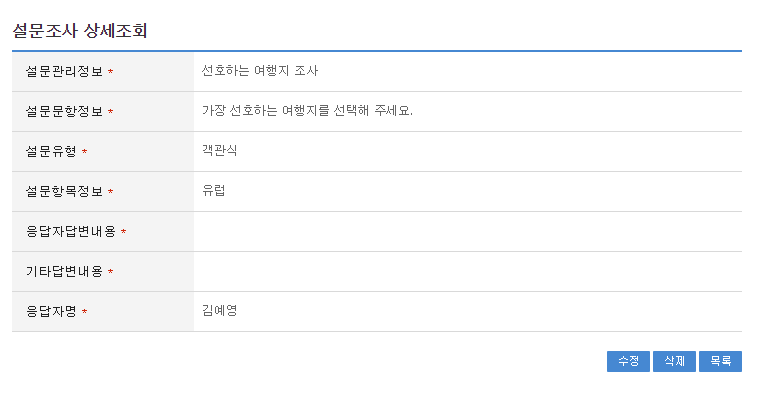 설문조사 상세조회
설문관리정보 * 선호하는 여행지 조사
설문문항정보 * 가장 선호하는 여행지를 선택해 주세요.
설문유형 * 객관식
설문항목정보 * 유럽
응답자답변내용 *
기타답변내용 *
응답자명 * 김예영
수정 삭제 목록